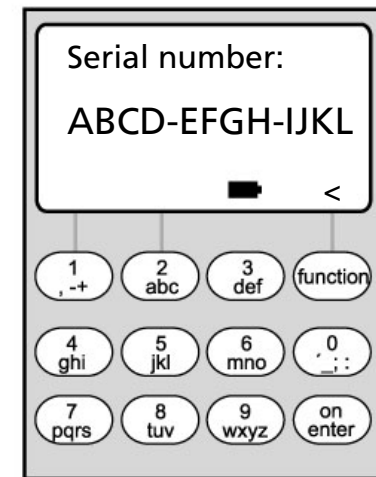 Serial number:
ABCD-EFGH-IJKL
<
1 2 3 function
, -+ abc def
4 5 6 0
ghi jkl mno ´_; :
7 8 9 on
pqrs tuv wxyz enter